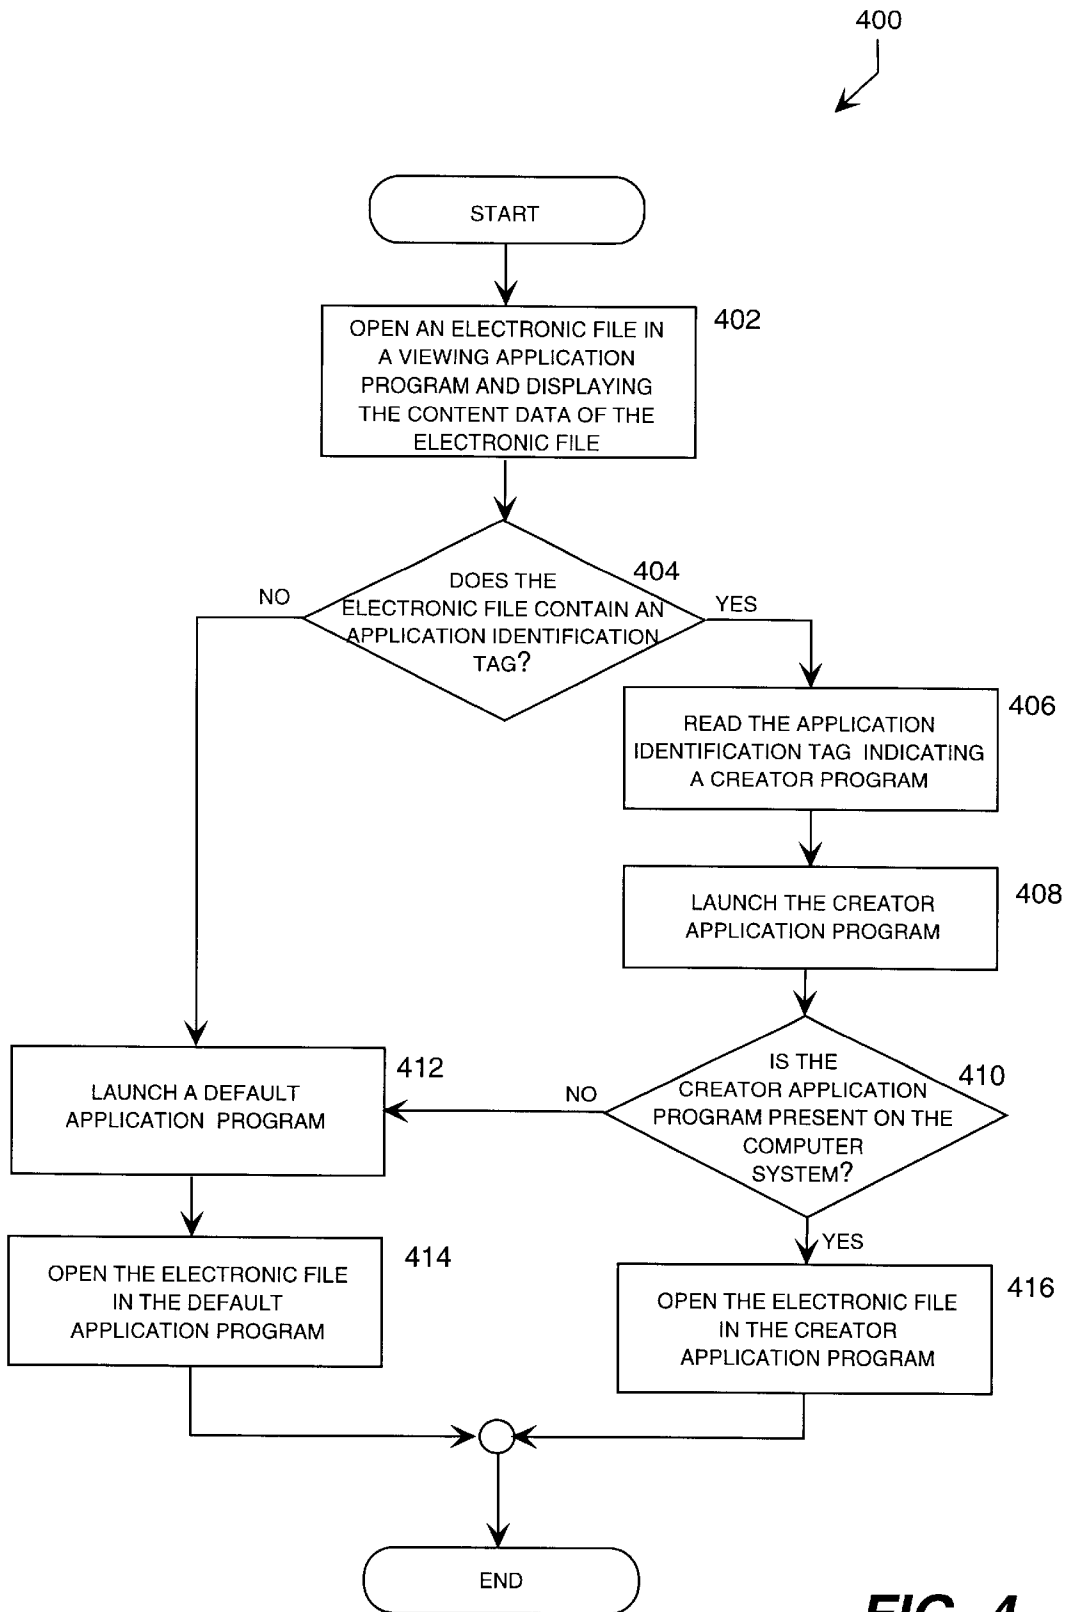 400
START
402
OPEN AN ELECTRONIC FILE IN
A VIEWING APPLICATION
PROGRAM AND DISPLAYING
THE CONTENT DATA OF THE
ELECTRONIC FILE
404
DOES THE
ELECTRONIC FILE CONTAIN AN
APPLICATION IDENTIFICATION
TAG?
NO
YES
406
READ THE APPLICATION
IDENTIFICATION TAG INDICATING
A CREATOR PROGRAM
408
LAUNCH THE CREATOR
APPLICATION PROGRAM
410
IS THE
CREATOR APPLICATION
PROGRAM PRESENT ON THE
COMPUTER
SYSTEM?
NO
YES
412
LAUNCH A DEFAULT
APPLICATION PROGRAM
414
OPEN THE ELECTRONIC FILE
IN THE DEFAULT
APPLICATION PROGRAM
416
OPEN THE ELECTRONIC FILE
IN THE CREATOR
APPLICATION PROGRAM
END
FIG. 4